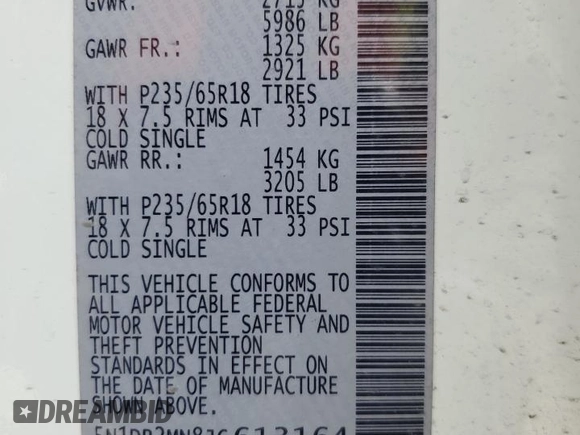 GVWR: 2715 KG
5986 LB
GAWR FR.: 1325 KG
2921 LB
WITH P235/65R18 TIRES
18 X 7.5 RIMS AT 33 PSI
COLD SINGLE
GAWR RR.: 1454 KG
3205 LB
WITH P235/65R18 TIRES
18 X 7.5 RIMS AT 33 PSI
COLD SINGLE
THIS VEHICLE CONFORMS TO
ALL APPLICABLE FEDERAL
MOTOR VEHICLE SAFETY AND
THEFT PREVENTION
STANDARDS IN EFFECT ON
THE DATE OF MANUFACTURE
SHOWN ABOVE.
DREAMBID